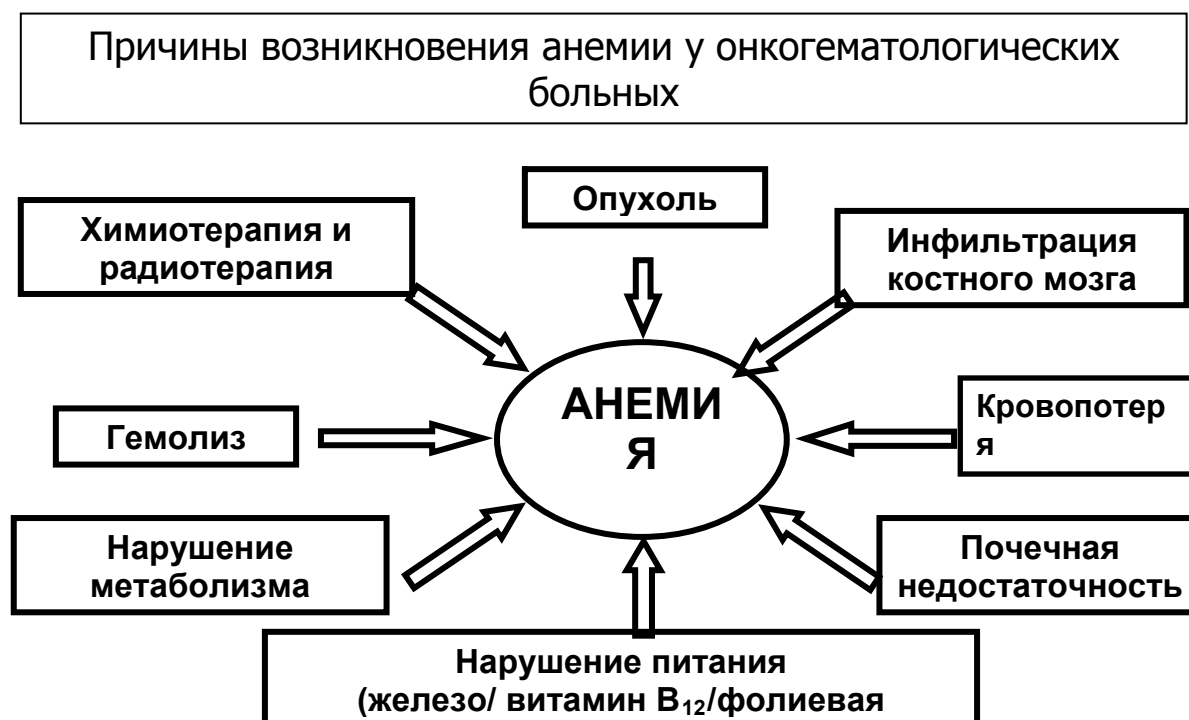 Причины возникновения анемии у онкогематологических
больных
Опухоль
Химиотерапия и
радиотерапия
Инфильтрация
костного мозга
АНЕМИ
Я
Гемолиз
Кровопотер
я
Нарушение
метаболизма
Почечная
недостаточность
Нарушение питания
(железо/ витамин B₁₂/фолиевая